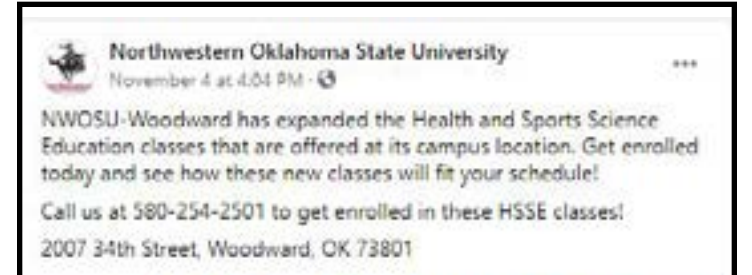 Northwestern Oklahoma State University
November 4 at 4:04 PM ·
NWOSU-Woodward has expanded the Health and Sports Science
Education classes that are offered at its campus location. Get enrolled
today and see how these new classes will fit your schedule!
Call us at 580-254-2501 to get enrolled in these HSSE classes!
2007 34th Street, Woodward, OK 73801